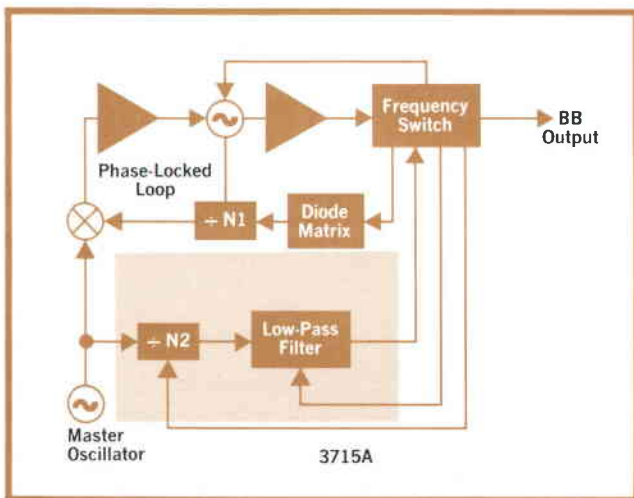 Frequency
Switch
BB
Output
Phase-Locked
Loop
÷ N1
Diode
Matrix
÷ N2
Low-Pass
Filter
Master
Oscillator
3715A